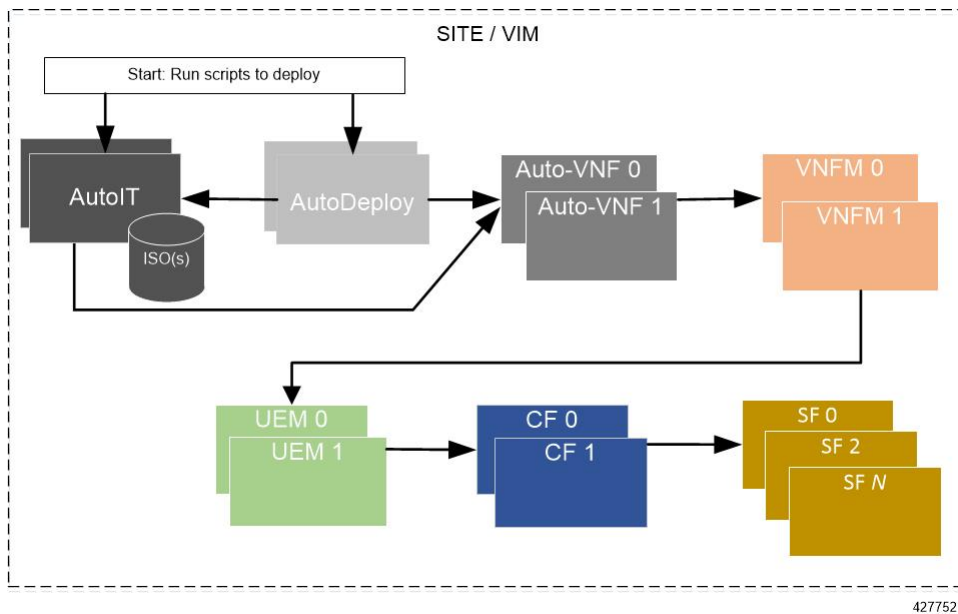 SITE / VIM
Start: Run scripts to deploy
AutoIT
ISO(s)
AutoDeploy
Auto-VNF 0
Auto-VNF 1
VNFM 0
VNFM 1
UEM 0
UEM 1
CF 0
CF 1
SF 0
SF 2
SF N
427752